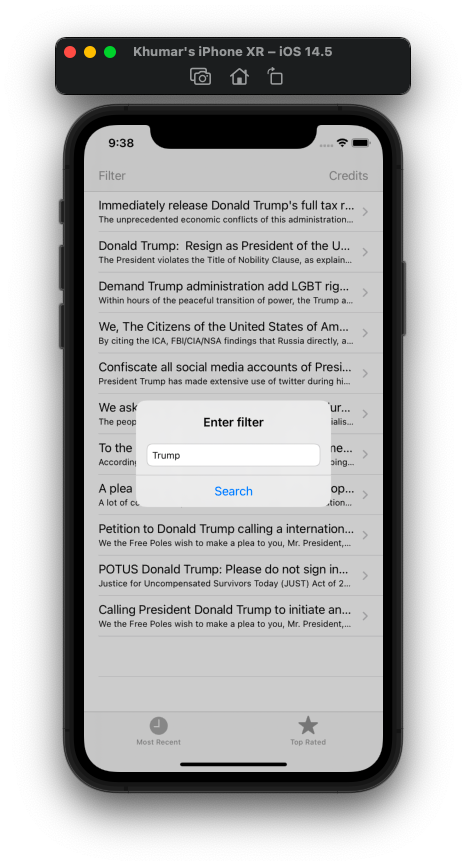 Khumar's iPhone XR – iOS 14.5
9:38
Filter
Credits
Immediately release Donald Trump's full tax r...
The unprecedented economic conflicts of this administration...
Donald Trump: Resign as President of the U...
The President violates the Title of Nobility Clause, as explain...
Demand Trump administration add LGBT rig...
Within hours of the peaceful transition of power, the Trump a...
We, The Citizens of the United States of Am...
By citing the ICA, FBI/CIA/NSA findings that Russia directly, a...
Confiscate all social media accounts of Presi...
President Trump has made extensive use of twitter during hi...
We ask
The peop
Enter filter
To the
According
Trump
A plea
Search
A lot of
Petition to Donald Trump calling a internation...
We the Free Poles wish to make a plea to you, Mr. President,...
POTUS Donald Trump: Please do not sign in...
Justice for Uncompensated Survivors Today (JUST) Act of 2...
Calling President Donald Trump to initiate an...
We the Free Poles wish to make a plea to you, Mr. President,...
Most Recent
Top Rated